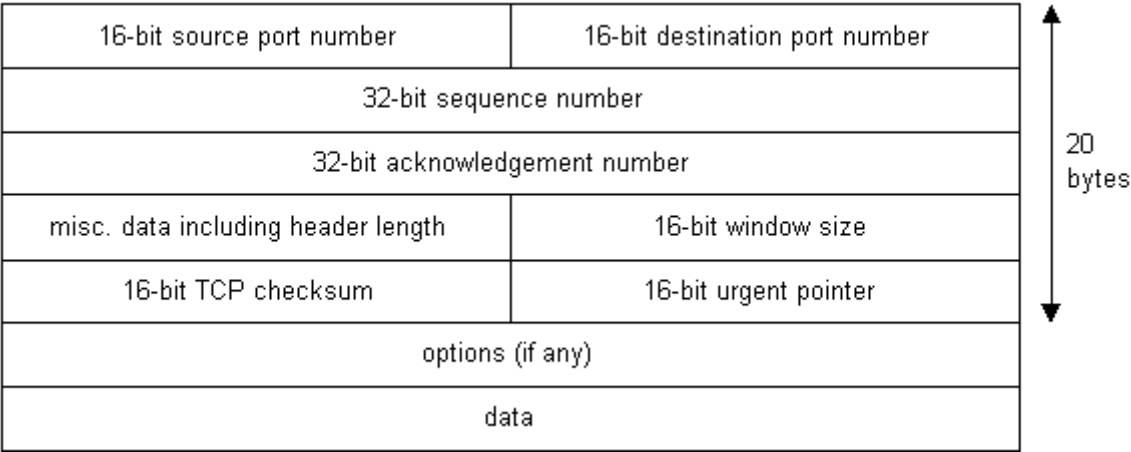 16-bit source port number
16-bit destination port number
32-bit sequence number
32-bit acknowledgement number
misc. data including header length
16-bit window size
16-bit TCP checksum
16-bit urgent pointer
options (if any)
data
20
bytes